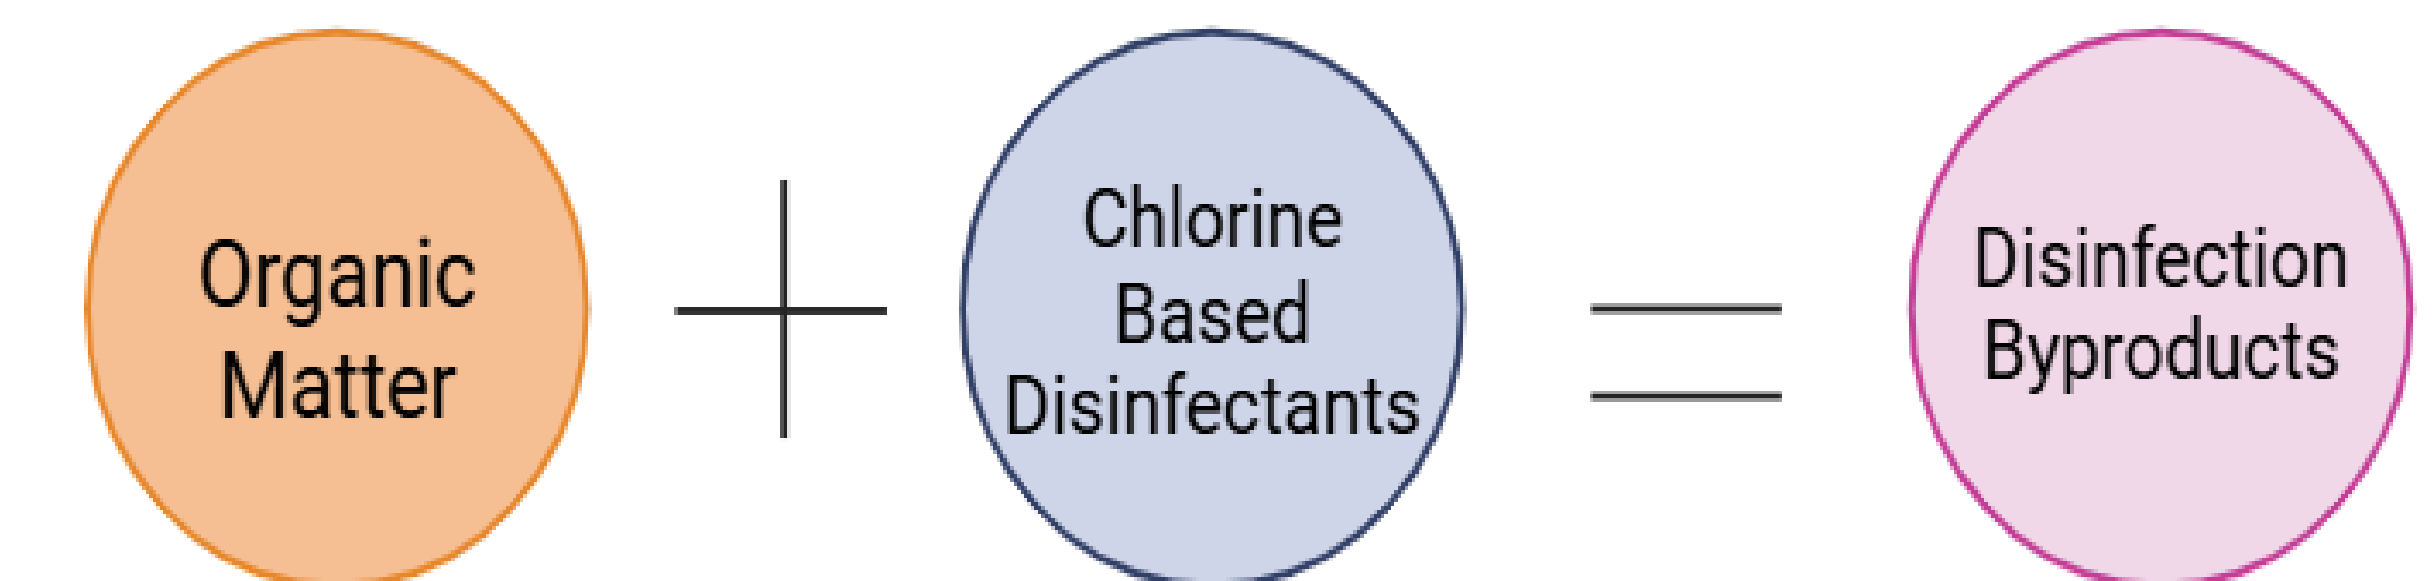 Organic
Matter
Chlorine
Based
Disinfectants
Disinfection
Byproducts